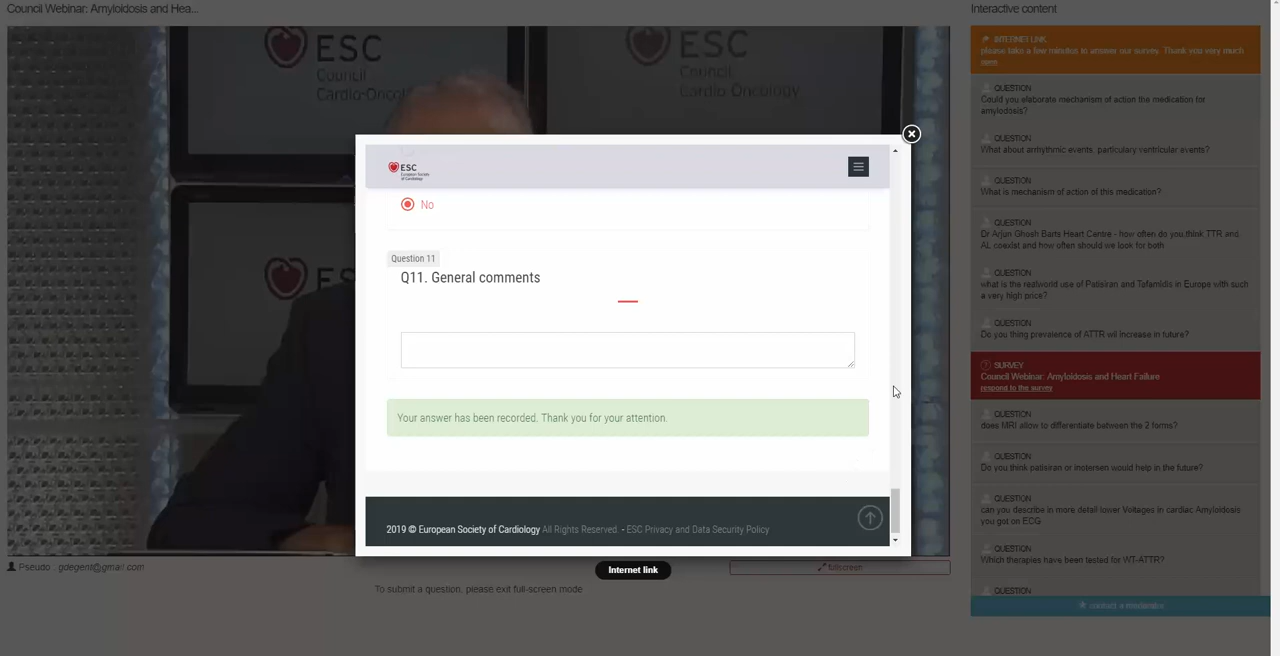 Council Webinar: Amyloidosis and Hea...
Interactive content
ESC
Council
Cardio-Oncology
ESC
Council
Cardio-Oncology
INTERNET LINK
please take a few minutes to answer our survey. Thank you very much
QUESTION
Could you elaborate mechanism of action the medication for
amylodosis?
QUESTION
What about arrhythmic events, particulary ventricular events?
QUESTION
What is mechanism of action of this medication?
QUESTION
Dr Arjun Ghosh Barts Heart Centre - how often do you think TTR and
AL coexist and how often should we look for both
QUESTION
what is the realworld use of Patisiran and Tafamidis in Europe with such
a very high price?
QUESTION
Do you thing prevalence of ATTR wil increase in future?
SURVEY
Council Webinar: Amyloidosis and Heart Failure
respond to the survey
QUESTION
does MRI allow to differentiate between the 2 forms?
QUESTION
Do you think patisiran or inotersen would help in the future?
QUESTION
can you describe in more detail lower Voltages in cardiac Amyloidosis
you got on ECG
QUESTION
Which therapies have been tested for WT-ATTR?
QUESTION
contact a moderator
ESC
European Society
of Cardiology
No
Question 11
Q11. General comments
Your answer has been recorded. Thank you for your attention.
2019 © European Society of Cardiology All Rights Reserved. - ESC Privacy and Data Security Policy
Internet link
Pseudo : gdegent@gmail.com
fullscreen
To submit a question, please exit full-screen mode